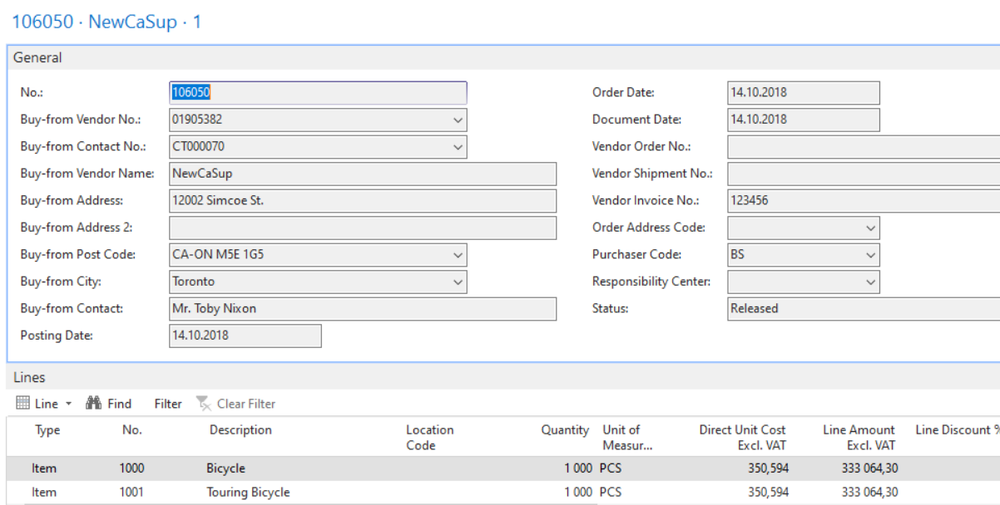 106050 · NewCaSup · 1
General
No.: 106050
Buy-from Vendor No.: 01905382
Buy-from Contact No.: CT000070
Buy-from Vendor Name: NewCaSup
Buy-from Address: 12002 Simcoe St.
Buy-from Address 2:
Buy-from Post Code: CA-ON M5E 1G5
Buy-from City: Toronto
Buy-from Contact: Mr. Toby Nixon
Posting Date: 14.10.2018
Order Date: 14.10.2018
Document Date: 14.10.2018
Vendor Order No.:
Vendor Shipment No.:
Vendor Invoice No.: 123456
Order Address Code:
Purchaser Code: BS
Responsibility Center:
Status: Released
Lines
Line Find Filter Clear Filter
Type No. Description Location Code Quantity Unit of Measur... Direct Unit Cost Excl. VAT Line Amount Excl. VAT Line Discount %
Item 1000 Bicycle 1 000 PCS 350,594 333 064,30
Item 1001 Touring Bicycle 1 000 PCS 350,594 333 064,30